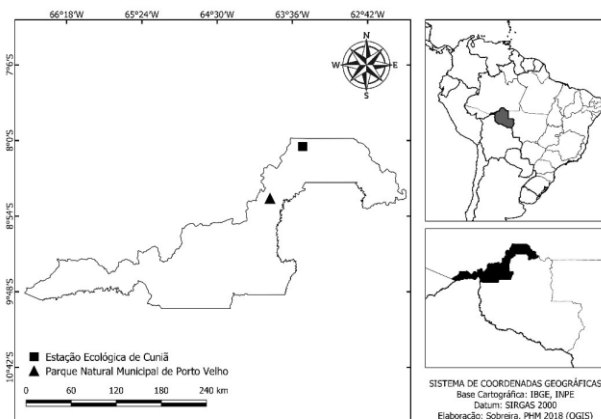 66°18'W 65°24'W 64°30'W 63°36'W 62°42'W
N
W E
S
7°6'S
8°0'S
8°54'S
9°48'S
10°42'S
Estação Ecológica de Cuniã
Parque Natural Municipal de Porto Velho
0 60 120 180 240 km
SISTEMA DE COORDENADAS GEOGRÁFICAS
Base Cartográfica: IBGE, INPE
Datum: SIRGAS 2000
Elaboração: Sobreira, PHM 2018 (QGIS)